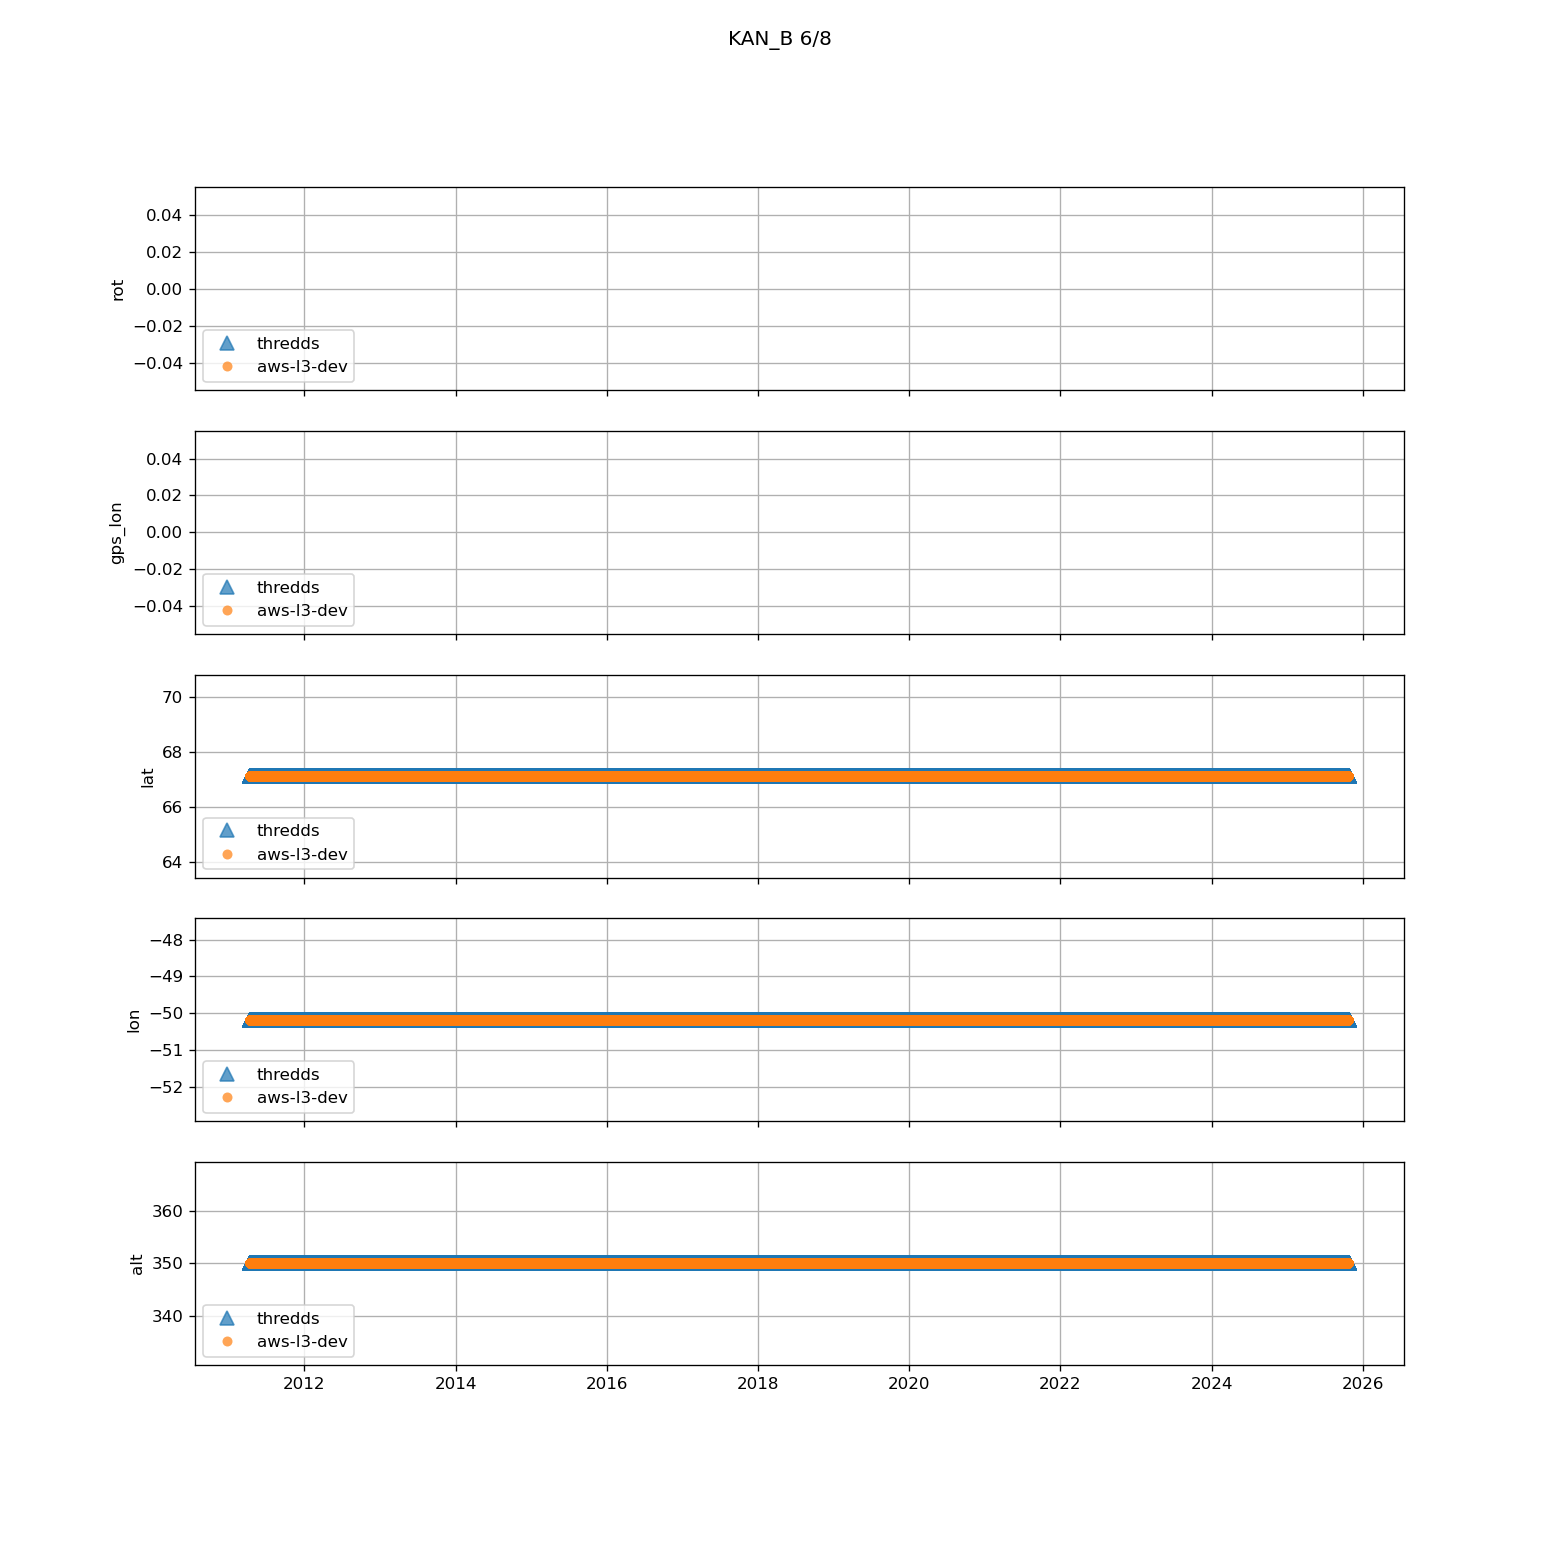 KAN_B 6/8
0.04
0.02
0.00
−0.02
−0.04
rot
thredds
aws-l3-dev
0.04
0.02
0.00
−0.02
−0.04
gps_lon
thredds
aws-l3-dev
70
68
66
64
lat
thredds
aws-l3-dev
−48
−49
−50
−51
−52
lon
thredds
aws-l3-dev
360
350
340
alt
thredds
aws-l3-dev
2012 2014 2016 2018 2020 2022 2024 2026